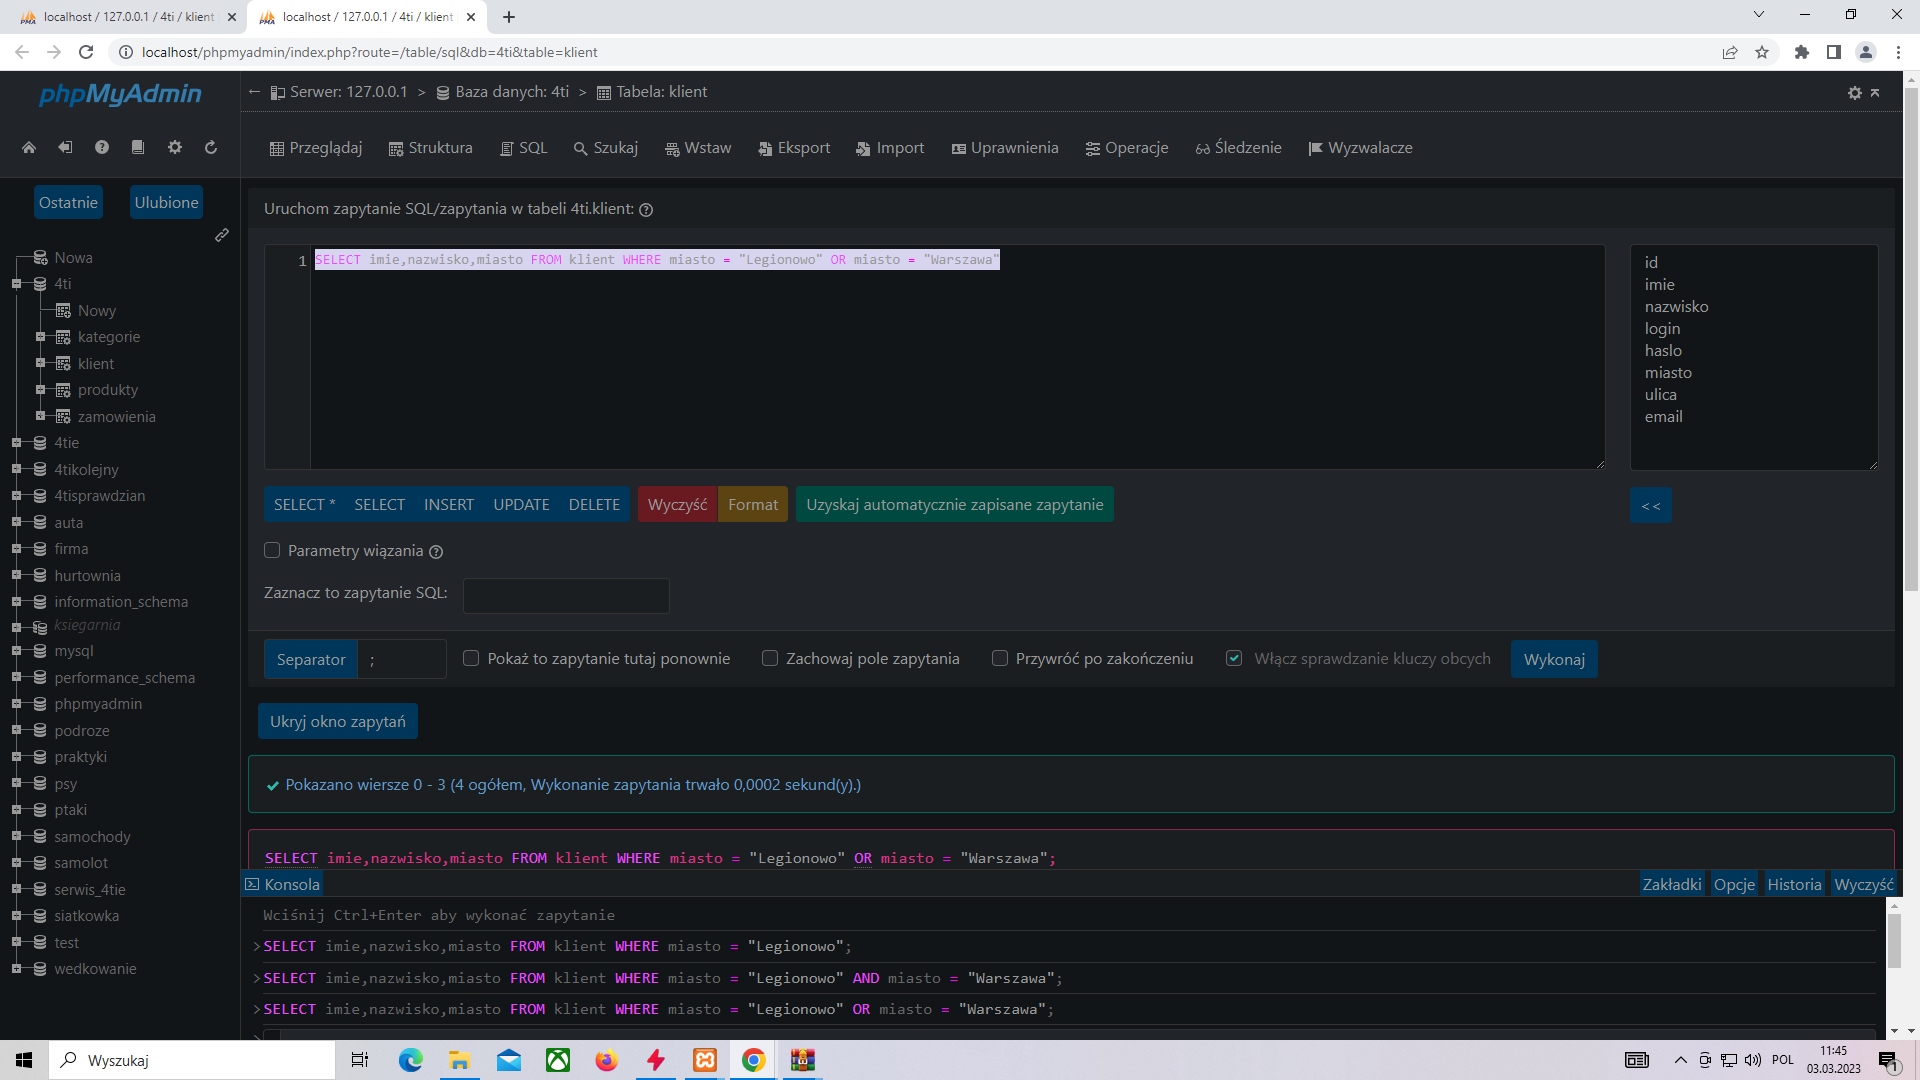 localhost / 127.0.0.1 / 4ti / klient
localhost / 127.0.0.1 / 4ti / klient
localhost/phpmyadmin/index.php?route=/table/sql&db=4ti&table=klient
phpMyAdmin
Ostatnie
Ulubione
Nowa
4ti
Nowy
kategorie
klient
produkty
zamowienia
4tie
4tikolejny
4tisprawdzian
auta
firma
hurtownia
information_schema
ksiegarnia
mysql
performance_schema
phpmyadmin
podroze
praktyki
psy
ptaki
samochody
samolot
serwis_4tie
siatkowka
test
wedkowanie
Serwer: 127.0.0.1 > Baza danych: 4ti > Tabela: klient
Przeglądaj Struktura SQL Szukaj Wstaw Eksport Import Uprawnienia Operacje Śledzenie Wyzwalacze
Uruchom zapytanie SQL/zapytania w tabeli 4ti.klient:
1 SELECT imie,nazwisko,miasto FROM klient WHERE miasto = "Legionowo" OR miasto = "Warszawa"
id
imie
nazwisko
login
haslo
miasto
ulica
email
SELECT * SELECT INSERT UPDATE DELETE Wyczyść Format Uzyskaj automatycznie zapisane zapytanie <<
Parametry wiązania
Zaznacz to zapytanie SQL:
Separator ; Pokaż to zapytanie tutaj ponownie Zachowaj pole zapytania Przywróć po zakończeniu Włącz sprawdzanie kluczy obcych Wykonaj
Ukryj okno zapytań
Pokazano wiersze 0 - 3 (4 ogółem, Wykonanie zapytania trwało 0,0002 sekund(y).)
SELECT imie,nazwisko,miasto FROM klient WHERE miasto = "Legionowo" OR miasto = "Warszawa";
Konsola Zakładki Opcje Historia Wyczyść
Wciśnij Ctrl+Enter aby wykonać zapytanie
>SELECT imie,nazwisko,miasto FROM klient WHERE miasto = "Legionowo";
>SELECT imie,nazwisko,miasto FROM klient WHERE miasto = "Legionowo" AND miasto = "Warszawa";
>SELECT imie,nazwisko,miasto FROM klient WHERE miasto = "Legionowo" OR miasto = "Warszawa";
Wyszukaj
POL
11:45
03.03.2023
1